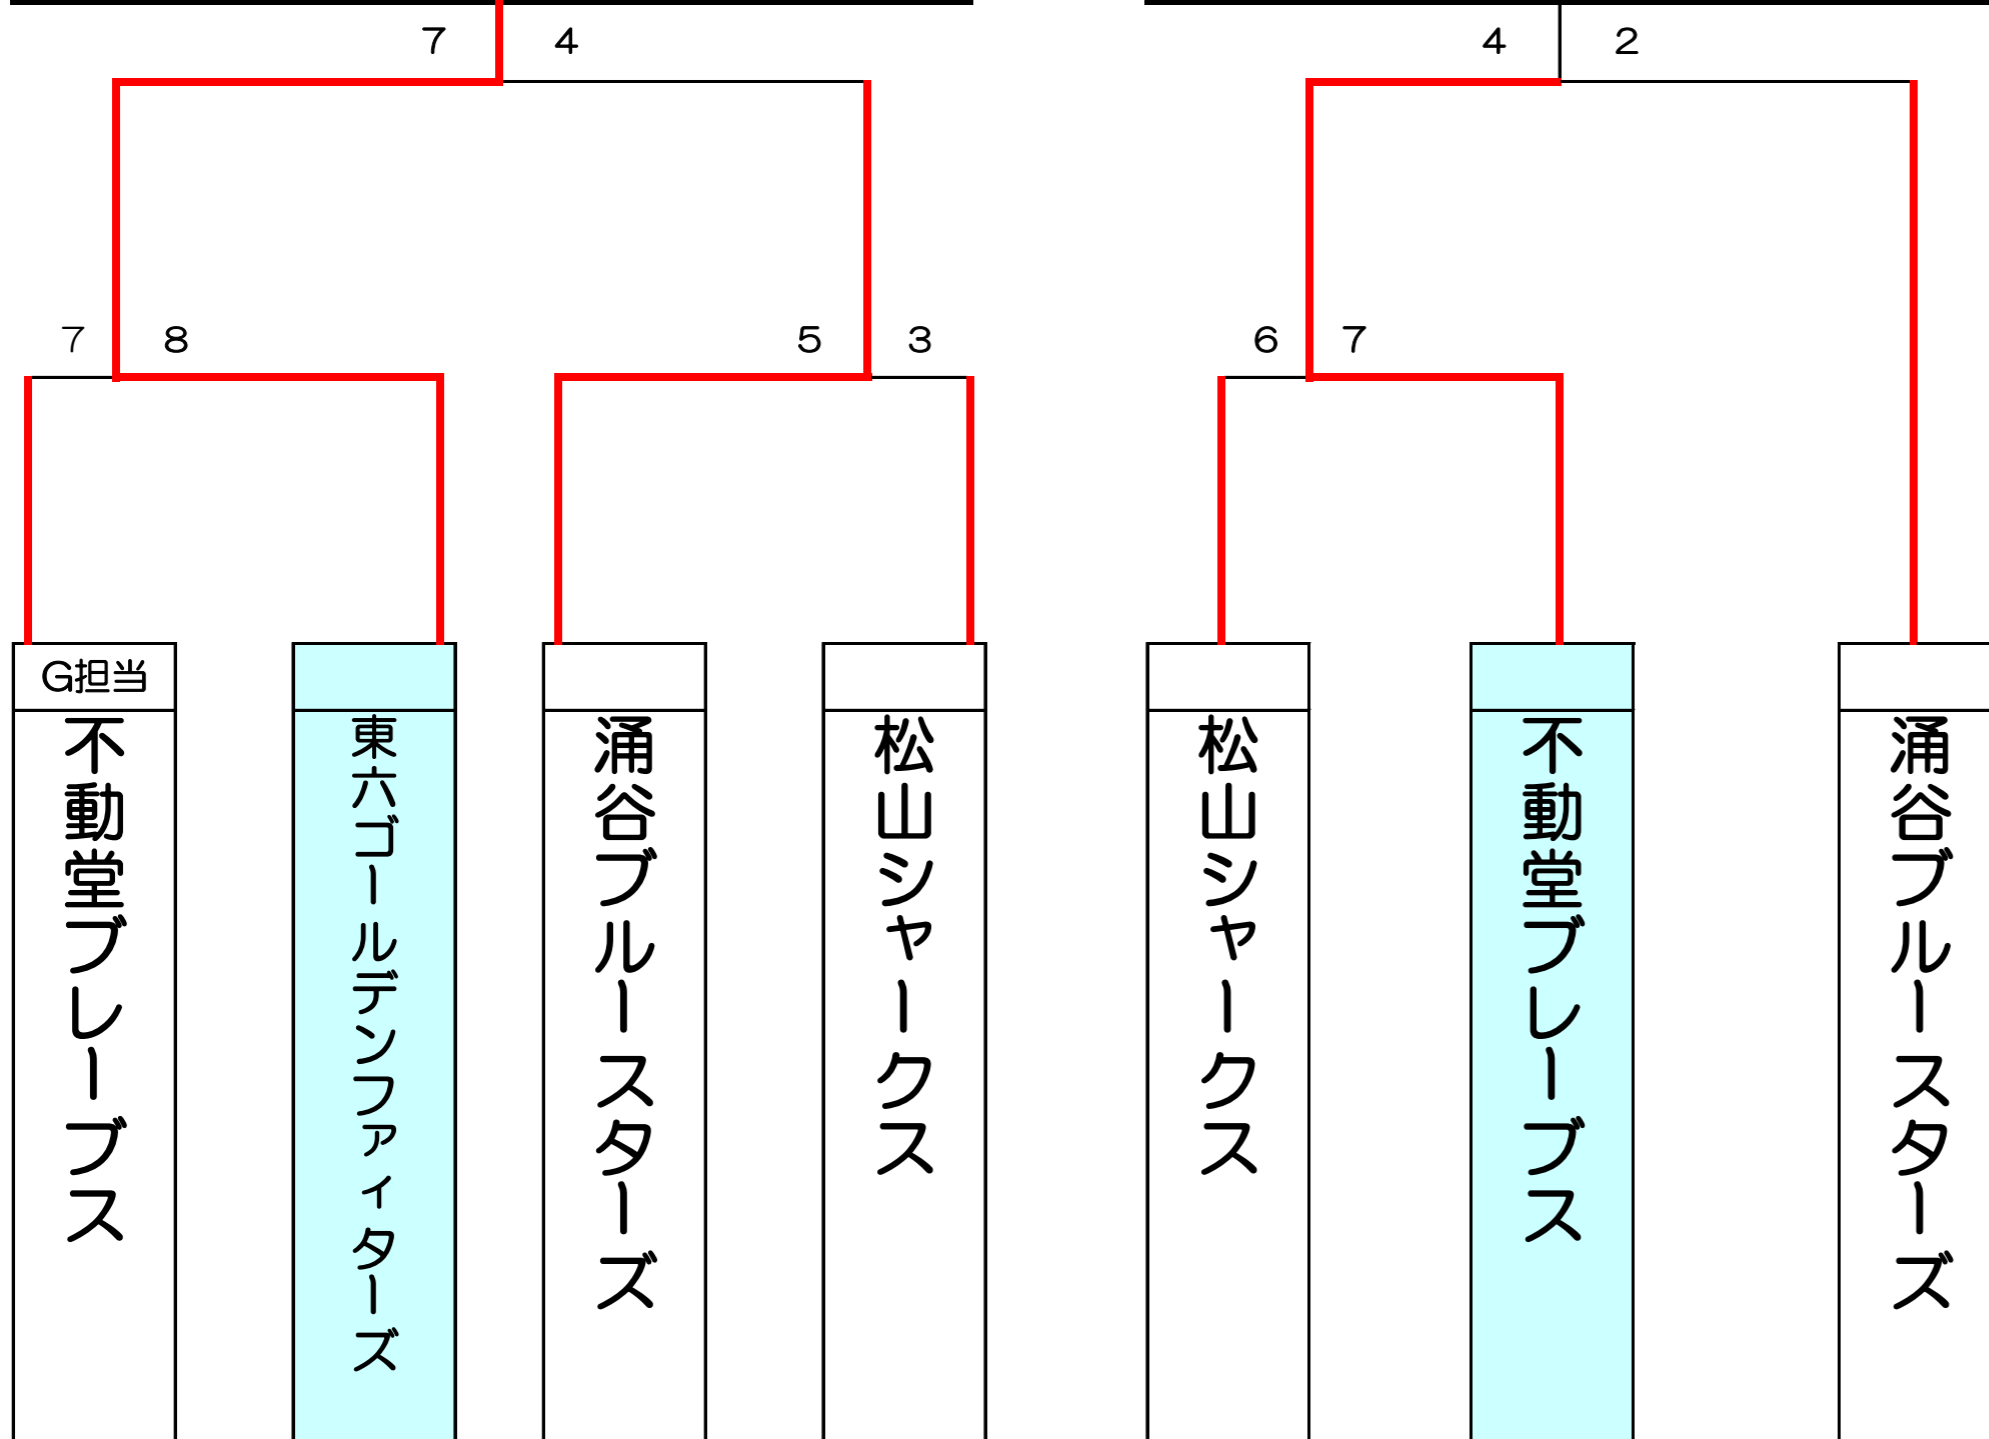 7 4
4 2
7 8
5 3
6 7
G担当
不動堂ブレーブス
東六ゴールデンファイターズ
涌谷ブルースターズ
松山シャークス
松山シャークス
不動堂ブレーブス
涌谷ブルースターズ